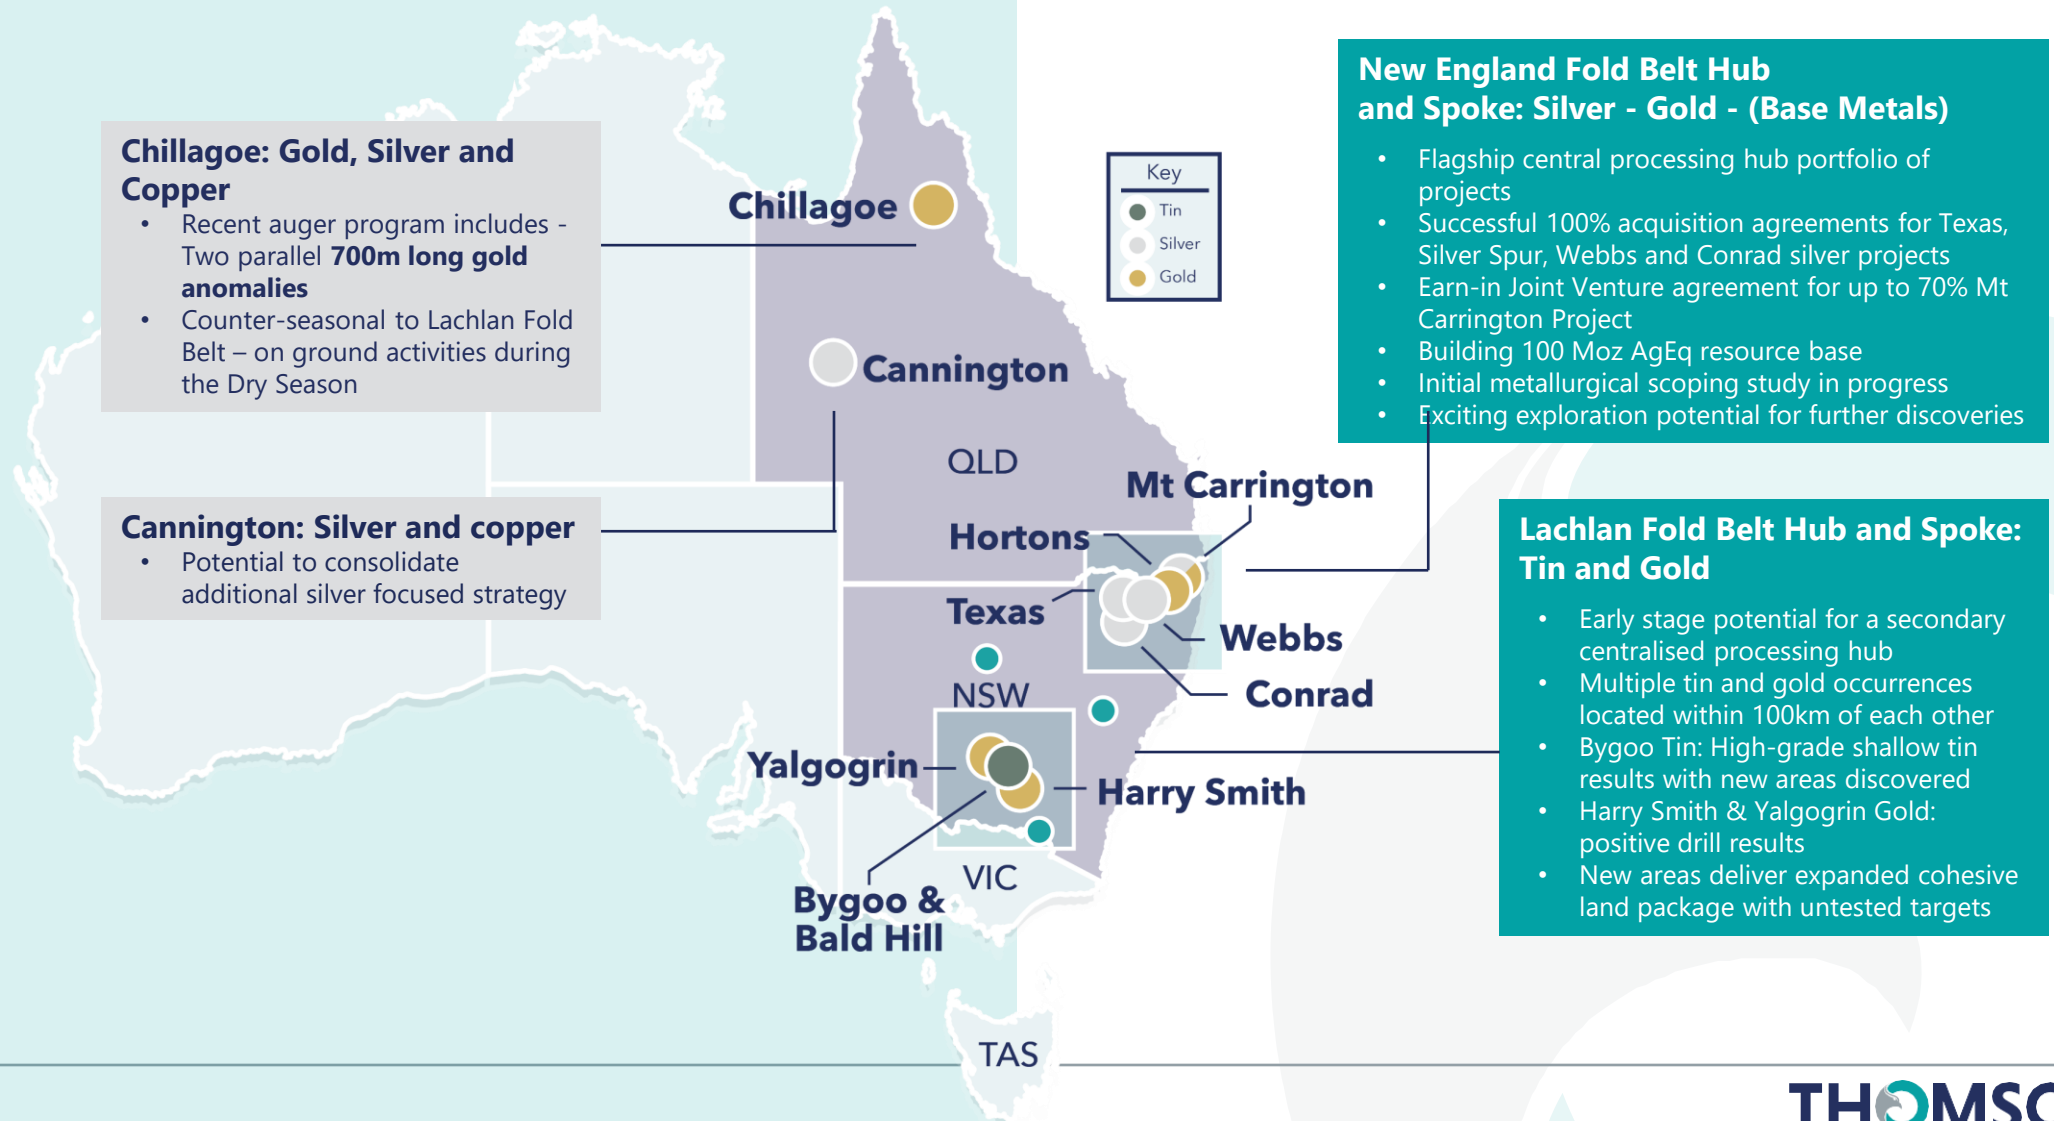 Chillagoe: Gold, Silver and
Copper
• Recent auger program includes -
Two parallel 700m long gold
anomalies
• Counter-seasonal to Lachlan Fold
Belt – on ground activities during
the Dry Season
Cannington: Silver and copper
• Potential to consolidate
additional silver focused strategy
Chillagoe
Cannington
QLD
Mt Carrington
Hortons
Texas
Webbs
Conrad
NSW
Yalgogrin
Harry Smith
Bygoo &
Bald Hill
VIC
TAS
Key
Tin
Silver
Gold
New England Fold Belt Hub
and Spoke: Silver - Gold - (Base Metals)
• Flagship central processing hub portfolio of
projects
• Successful 100% acquisition agreements for Texas,
Silver Spur, Webbs and Conrad silver projects
• Earn-in Joint Venture agreement for up to 70% Mt
Carrington Project
• Building 100 Moz AgEq resource base
• Initial metallurgical scoping study in progress
• Exciting exploration potential for further discoveries
Lachlan Fold Belt Hub and Spoke:
Tin and Gold
• Early stage potential for a secondary
centralised processing hub
• Multiple tin and gold occurrences
located within 100km of each other
• Bygoo Tin: High-grade shallow tin
results with new areas discovered
• Harry Smith & Yalgogrin Gold:
positive drill results
• New areas deliver expanded cohesive
land package with untested targets
THOMSO